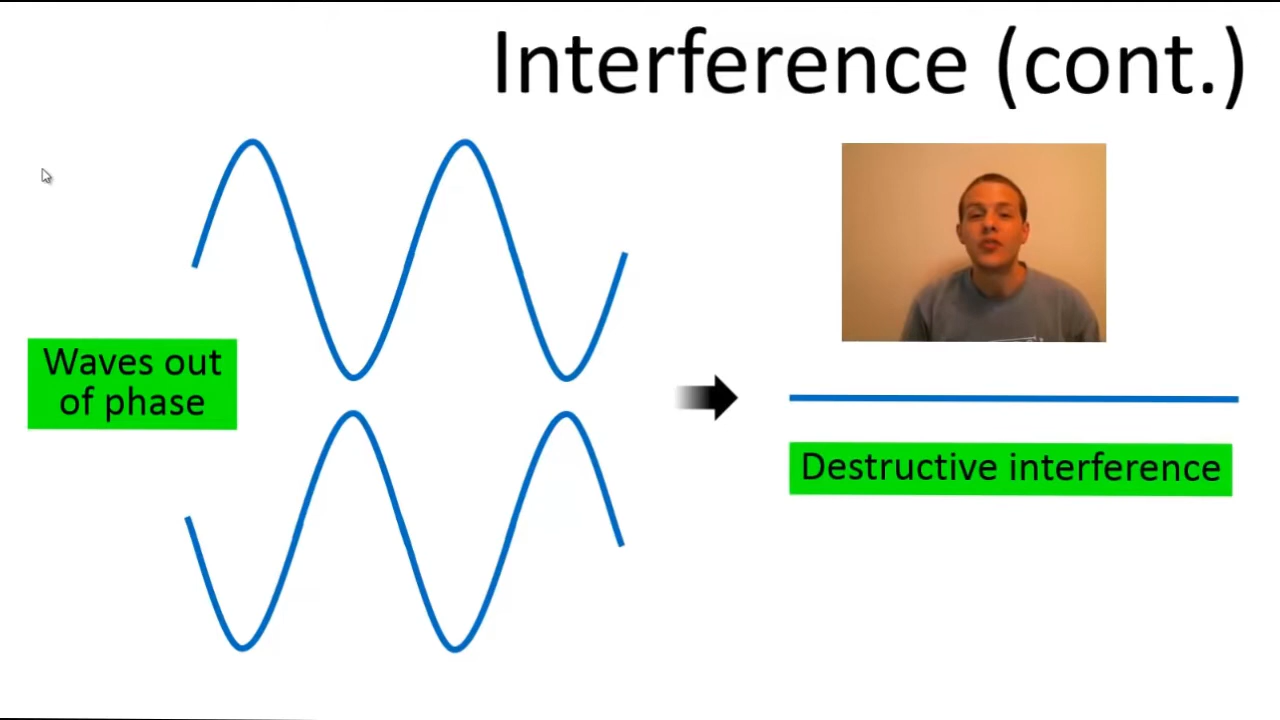 Interference (cont.)
Waves out
of phase
Destructive interference